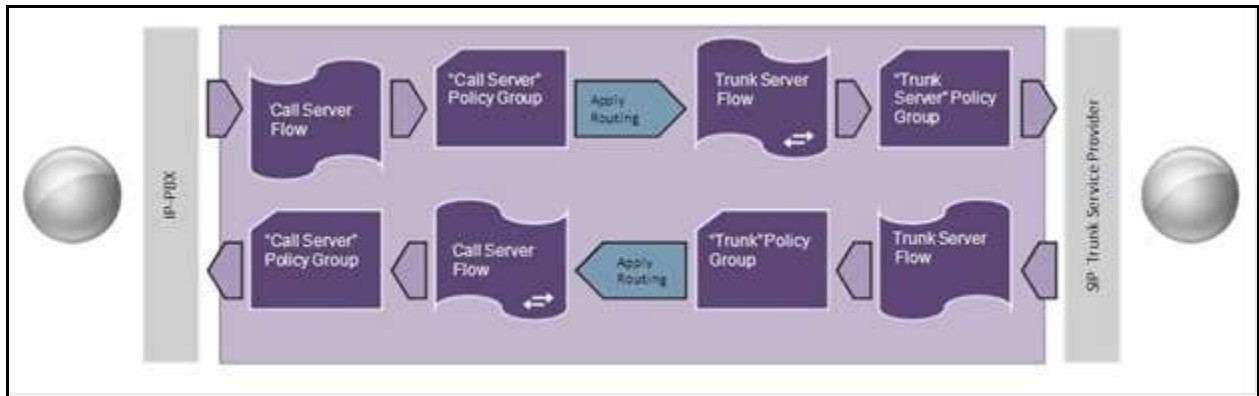 IP-PBX
Call Server
Flow
"Call Server"
Policy Group
Apply
Routing
Trunk Server
Flow
"Trunk
Server" Policy
Group
SIP Trunk Service Provider
"Call Server"
Policy Group
Call Server
Flow
Apply
Routing
"Trunk" Policy
Group
Trunk Server
Flow